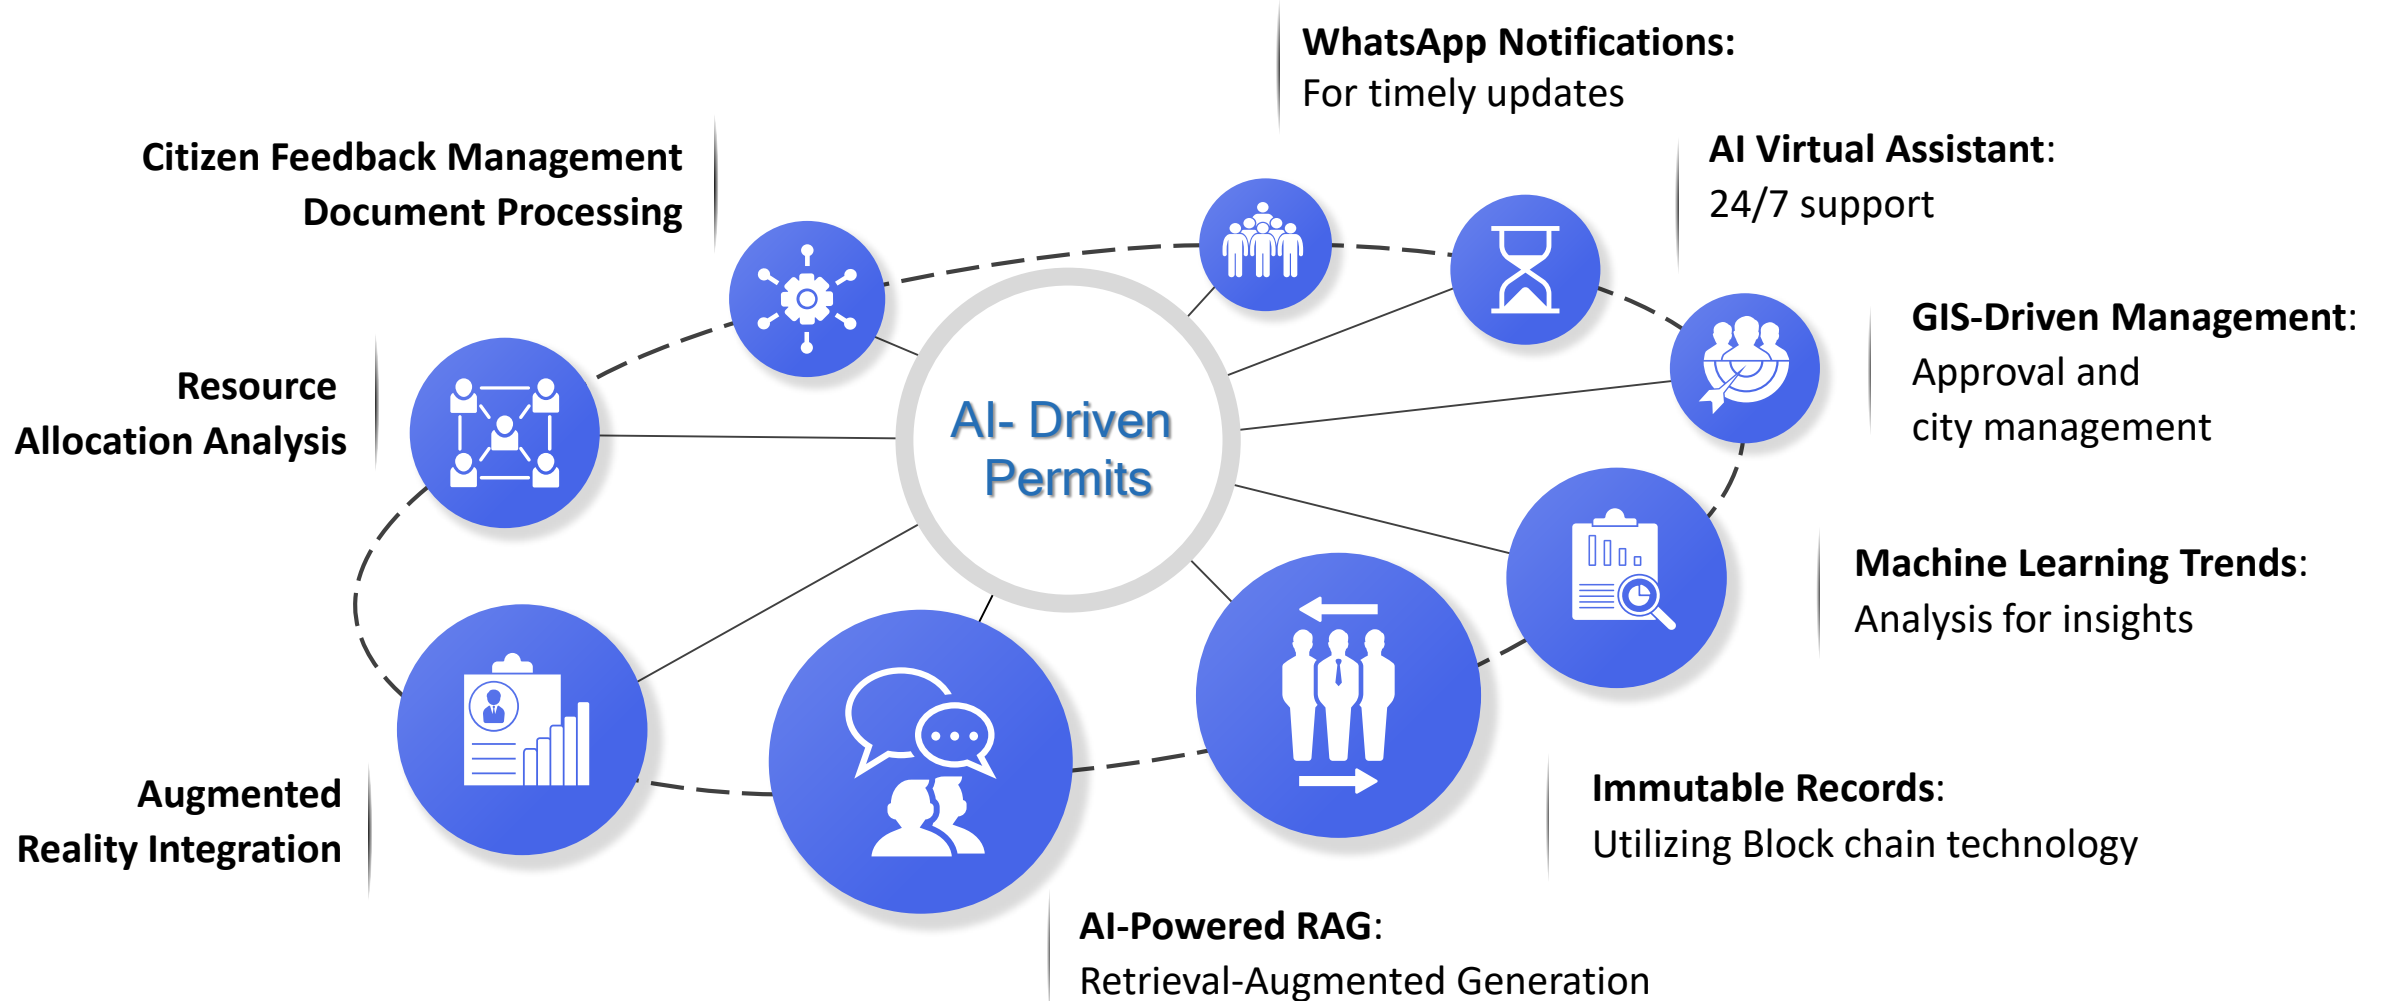 WhatsApp Notifications:
For timely updates
Citizen Feedback Management
Document Processing
AI Virtual Assistant:
24/7 support
GIS-Driven Management:
Approval and
city management
Resource
Allocation Analysis
AI- Driven
Permits
Machine Learning Trends:
Analysis for insights
Augmented
Reality Integration
Immutable Records:
Utilizing Block chain technology
AI-Powered RAG:
Retrieval-Augmented Generation